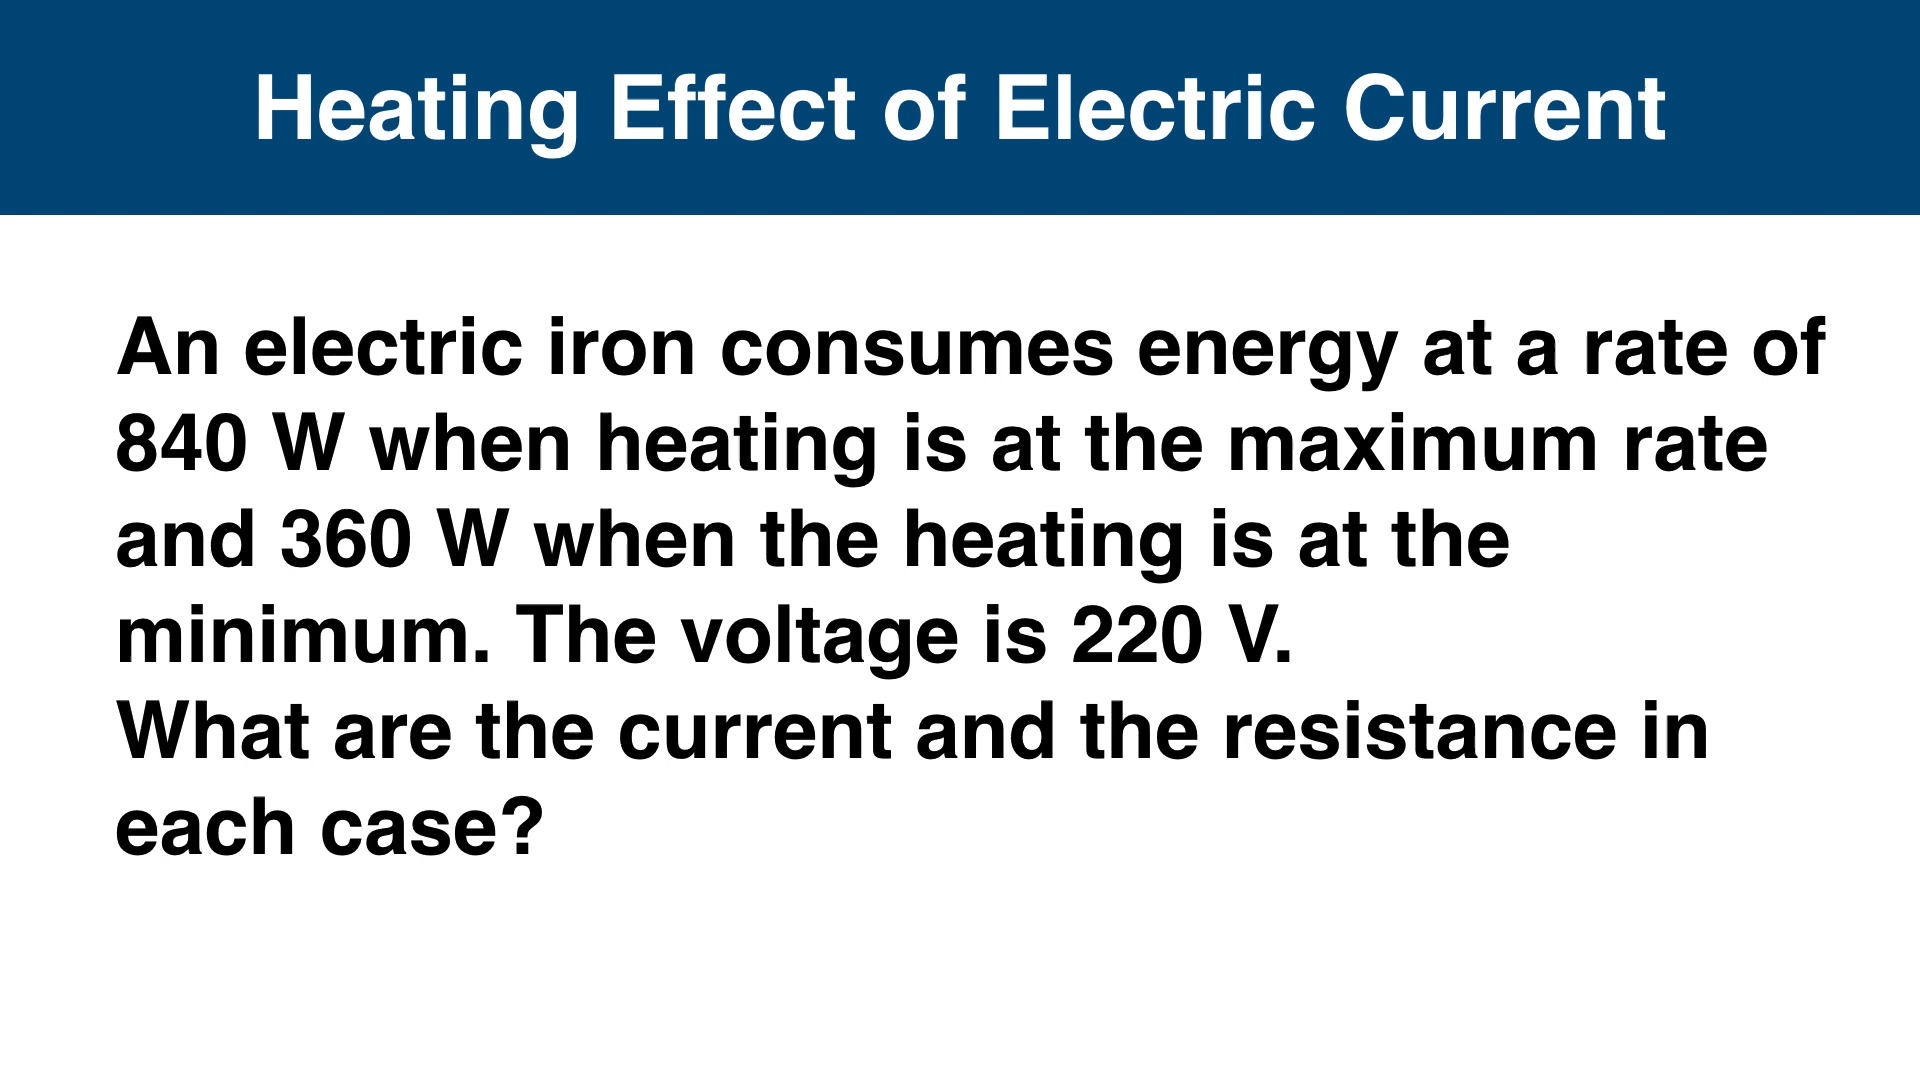 Heating Effect of Electric Current
An electric iron consumes energy at a rate of
840 W when heating is at the maximum rate
and 360 W when the heating is at the
minimum. The voltage is 220 V.
What are the current and the resistance in
each case?